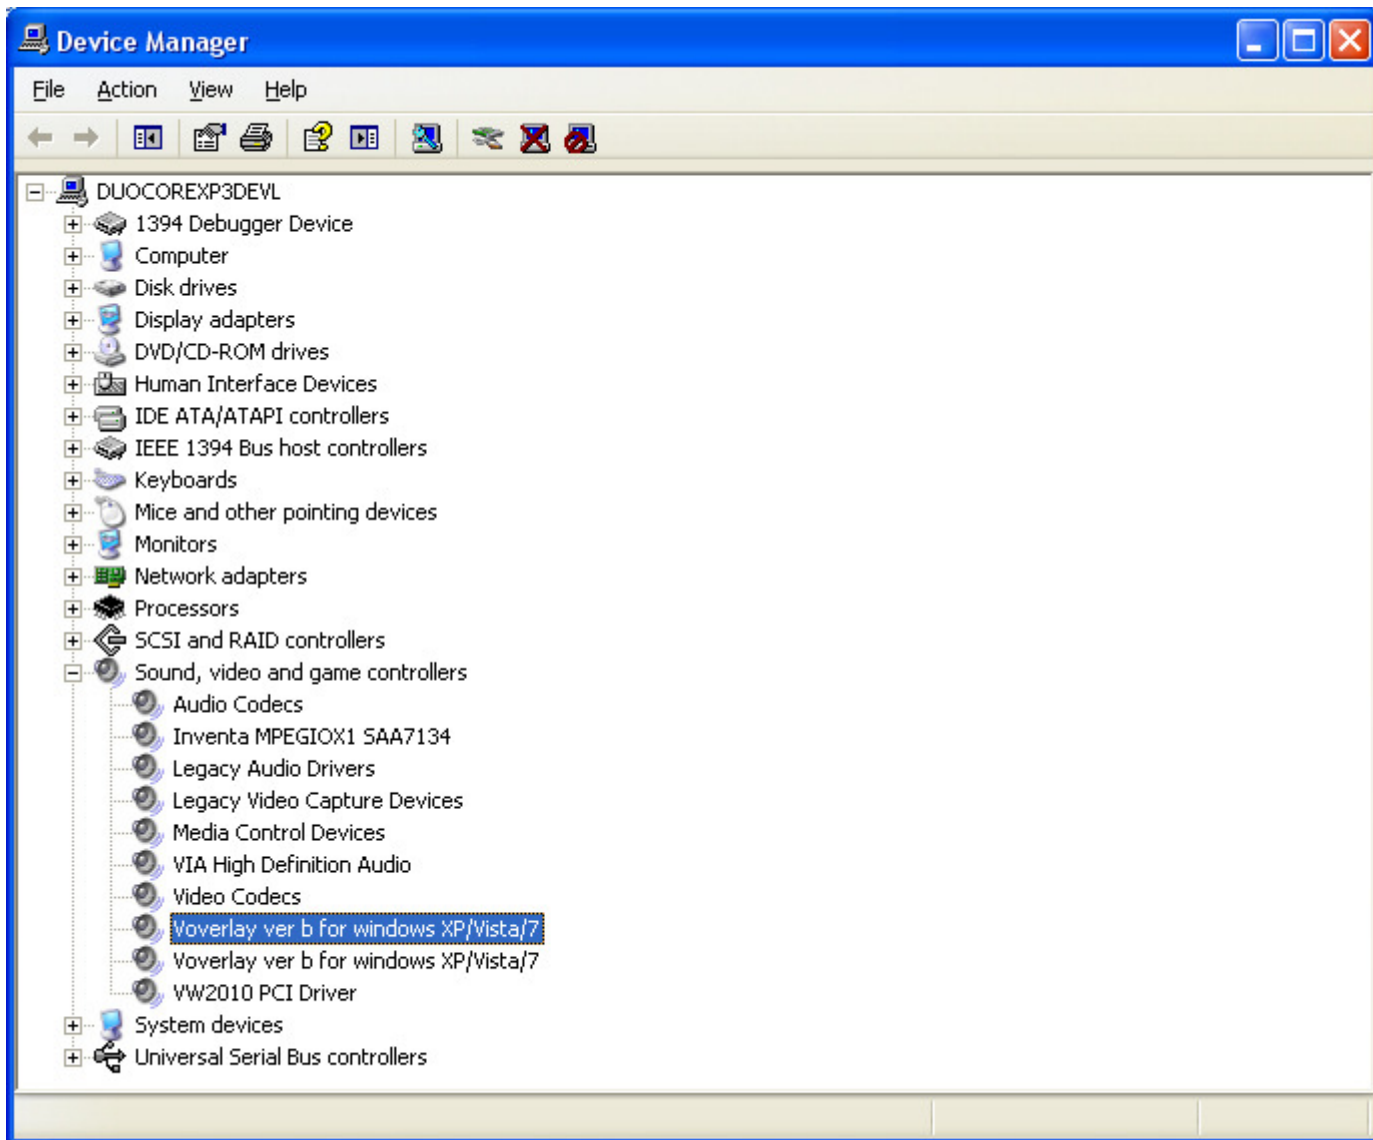 Device Manager
File Action View Help
DUOCOREXP3DEVL
1394 Debugger Device
Computer
Disk drives
Display adapters
DVD/CD-ROM drives
Human Interface Devices
IDE ATA/ATAPI controllers
IEEE 1394 Bus host controllers
Keyboards
Mice and other pointing devices
Monitors
Network adapters
Processors
SCSI and RAID controllers
Sound, video and game controllers
Audio Codecs
Inventa MPEGIOX1 SAA7134
Legacy Audio Drivers
Legacy Video Capture Devices
Media Control Devices
VIA High Definition Audio
Video Codecs
Voverlay ver b for windows XP/Vista/7
Voverlay ver b for windows XP/Vista/7
VW2010 PCI Driver
System devices
Universal Serial Bus controllers